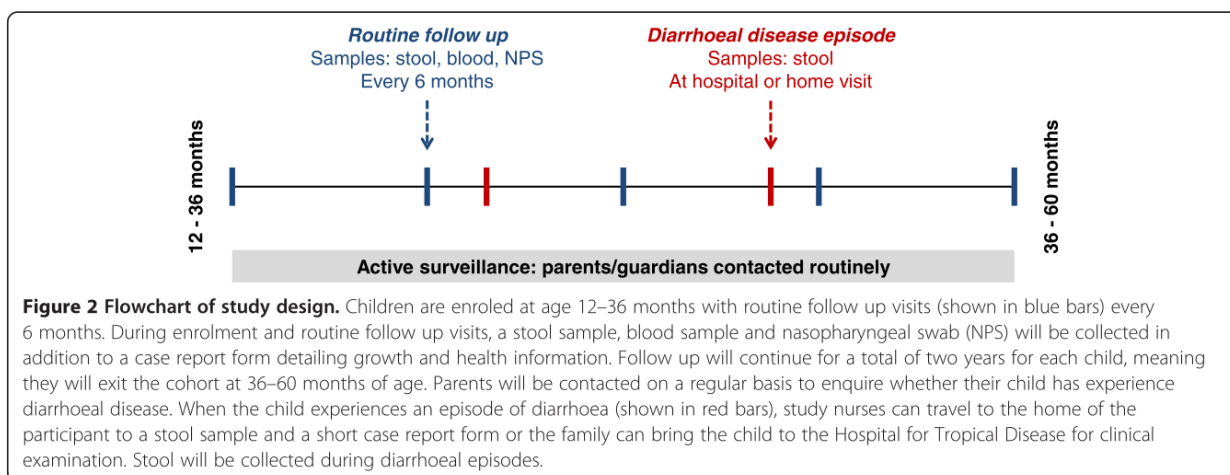 Routine follow up
Samples: stool, blood, NPS
Every 6 months
Diarrhoeal disease episode
Samples: stool
At hospital or home visit
12 - 36 months
36 - 60 months
Active surveillance: parents/guardians contacted routinely
Figure 2 Flowchart of study design. Children are enroled at age 12–36 months with routine follow up visits (shown in blue bars) every
6 months. During enrolment and routine follow up visits, a stool sample, blood sample and nasopharyngeal swab (NPS) will be collected in
addition to a case report form detailing growth and health information. Follow up will continue for a total of two years for each child, meaning
they will exit the cohort at 36–60 months of age. Parents will be contacted on a regular basis to enquire whether their child has experience
diarrhoeal disease. When the child experiences an episode of diarrhoea (shown in red bars), study nurses can travel to the home of the
participant to a stool sample and a short case report form or the family can bring the child to the Hospital for Tropical Disease for clinical
examination. Stool will be collected during diarrhoeal episodes.